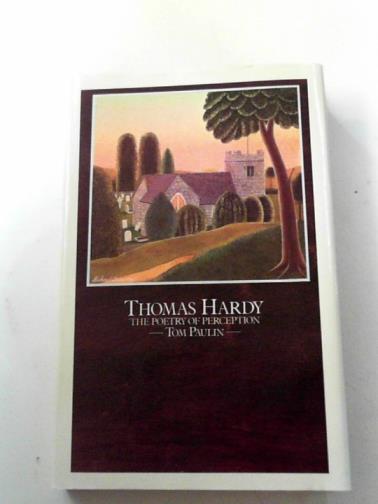 THOMAS HARDY
THE POETRY OF PERCEPTION
— TOM PAULIN —